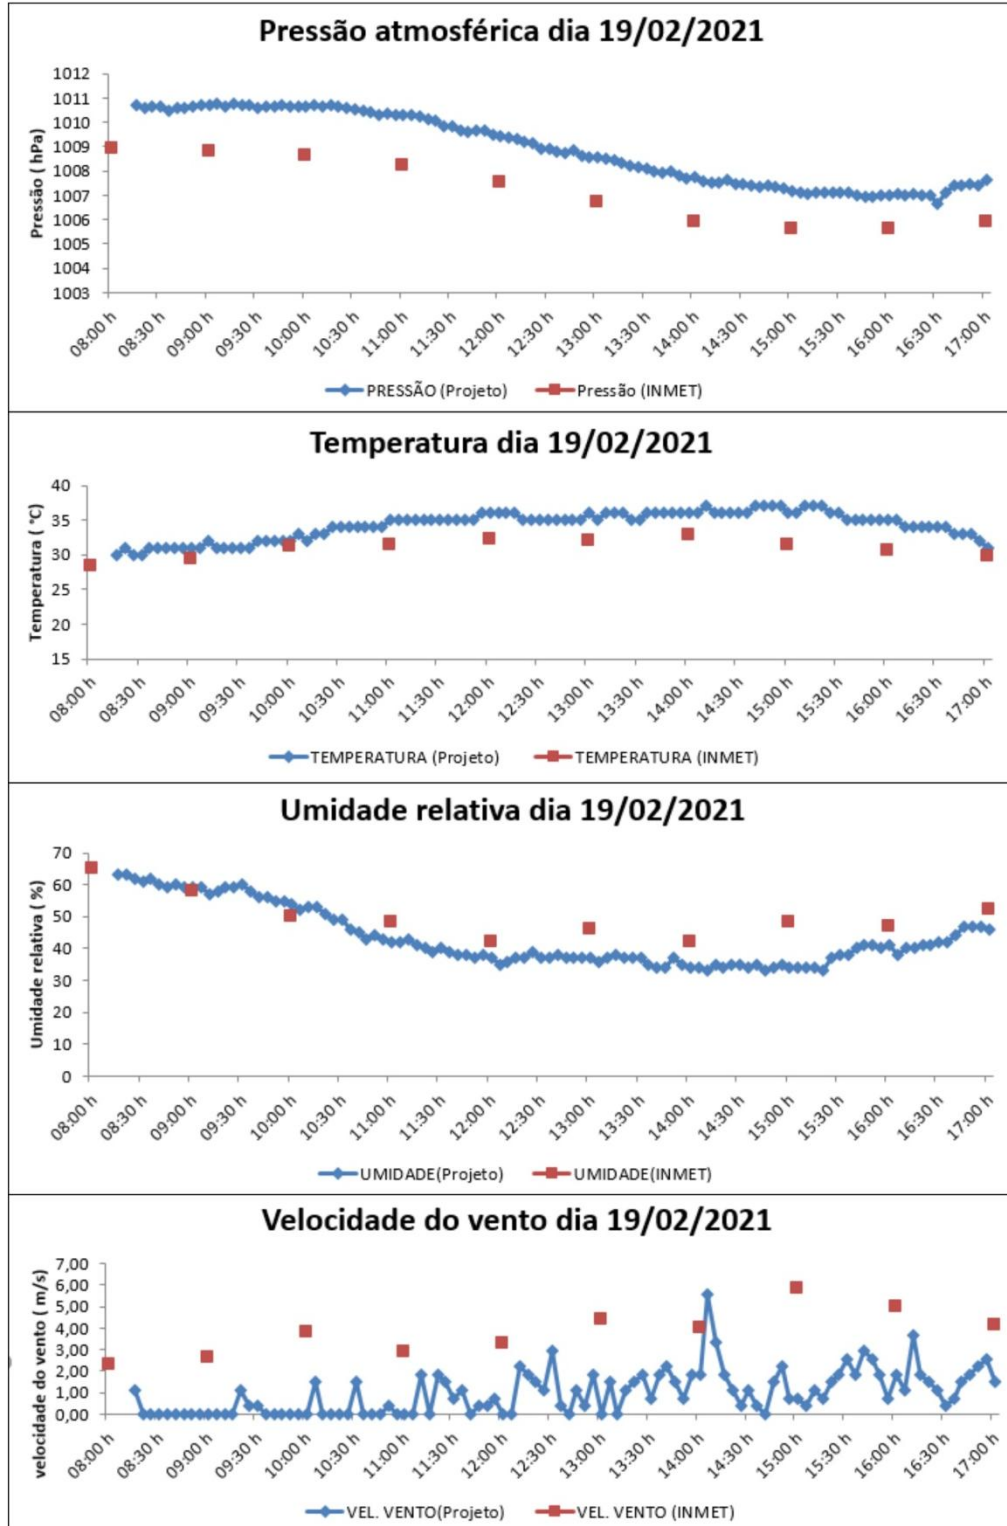 Pressão atmosférica dia 19/02/2021
Pressão ( hPa)
1012
1011
1010
1009
1008
1007
1006
1005
1004
1003
08:00 h 08:30 h 09:00 h 09:30 h 10:00 h 10:30 h 11:00 h 11:30 h 12:00 h 12:30 h 13:00 h 13:30 h 14:00 h 14:30 h 15:00 h 15:30 h 16:00 h 16:30 h 17:00 h
PRESSÃO (Projeto) Pressão (INMET)
Temperatura dia 19/02/2021
Temperatura ( °C)
40
35
30
25
20
15
08:00 h 08:30 h 09:00 h 09:30 h 10:00 h 10:30 h 11:00 h 11:30 h 12:00 h 12:30 h 13:00 h 13:30 h 14:00 h 14:30 h 15:00 h 15:30 h 16:00 h 16:30 h 17:00 h
TEMPERATURA (Projeto) TEMPERATURA (INMET)
Umidade relativa dia 19/02/2021
Umidade relativa ( %)
70
60
50
40
30
20
10
0
08:00 h 08:30 h 09:00 h 09:30 h 10:00 h 10:30 h 11:00 h 11:30 h 12:00 h 12:30 h 13:00 h 13:30 h 14:00 h 14:30 h 15:00 h 15:30 h 16:00 h 16:30 h 17:00 h
UMIDADE(Projeto) UMIDADE(INMET)
Velocidade do vento dia 19/02/2021
velocidade do vento ( m/s)
7,00
6,00
5,00
4,00
3,00
2,00
1,00
0,00
08:00 h 08:30 h 09:00 h 09:30 h 10:00 h 10:30 h 11:00 h 11:30 h 12:00 h 12:30 h 13:00 h 13:30 h 14:00 h 14:30 h 15:00 h 15:30 h 16:00 h 16:30 h 17:00 h
VEL. VENTO(Projeto) VEL. VENTO (INMET)